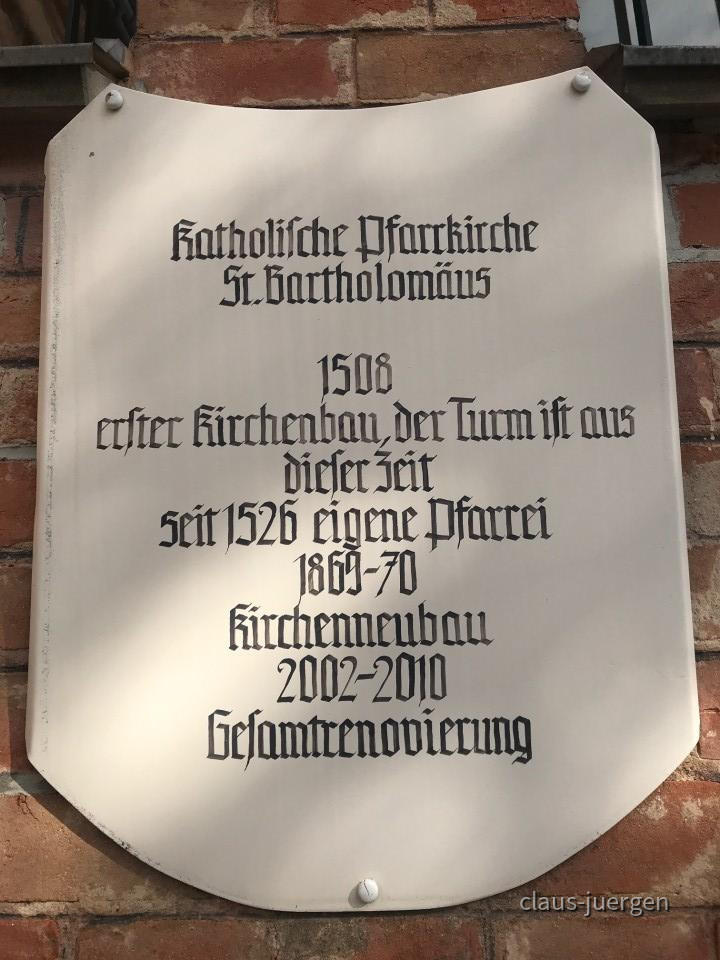 Katholiſche Pfarrkirche
St. Bartholomäus
1508
erſter Kirchenbau, der Turm iſt aus
dieſer Zeit
seit 1526 eigene Pfarrei
1869-70
Kirchenneubau
2002-2010
Geſamtrenovierung
claus-juergen